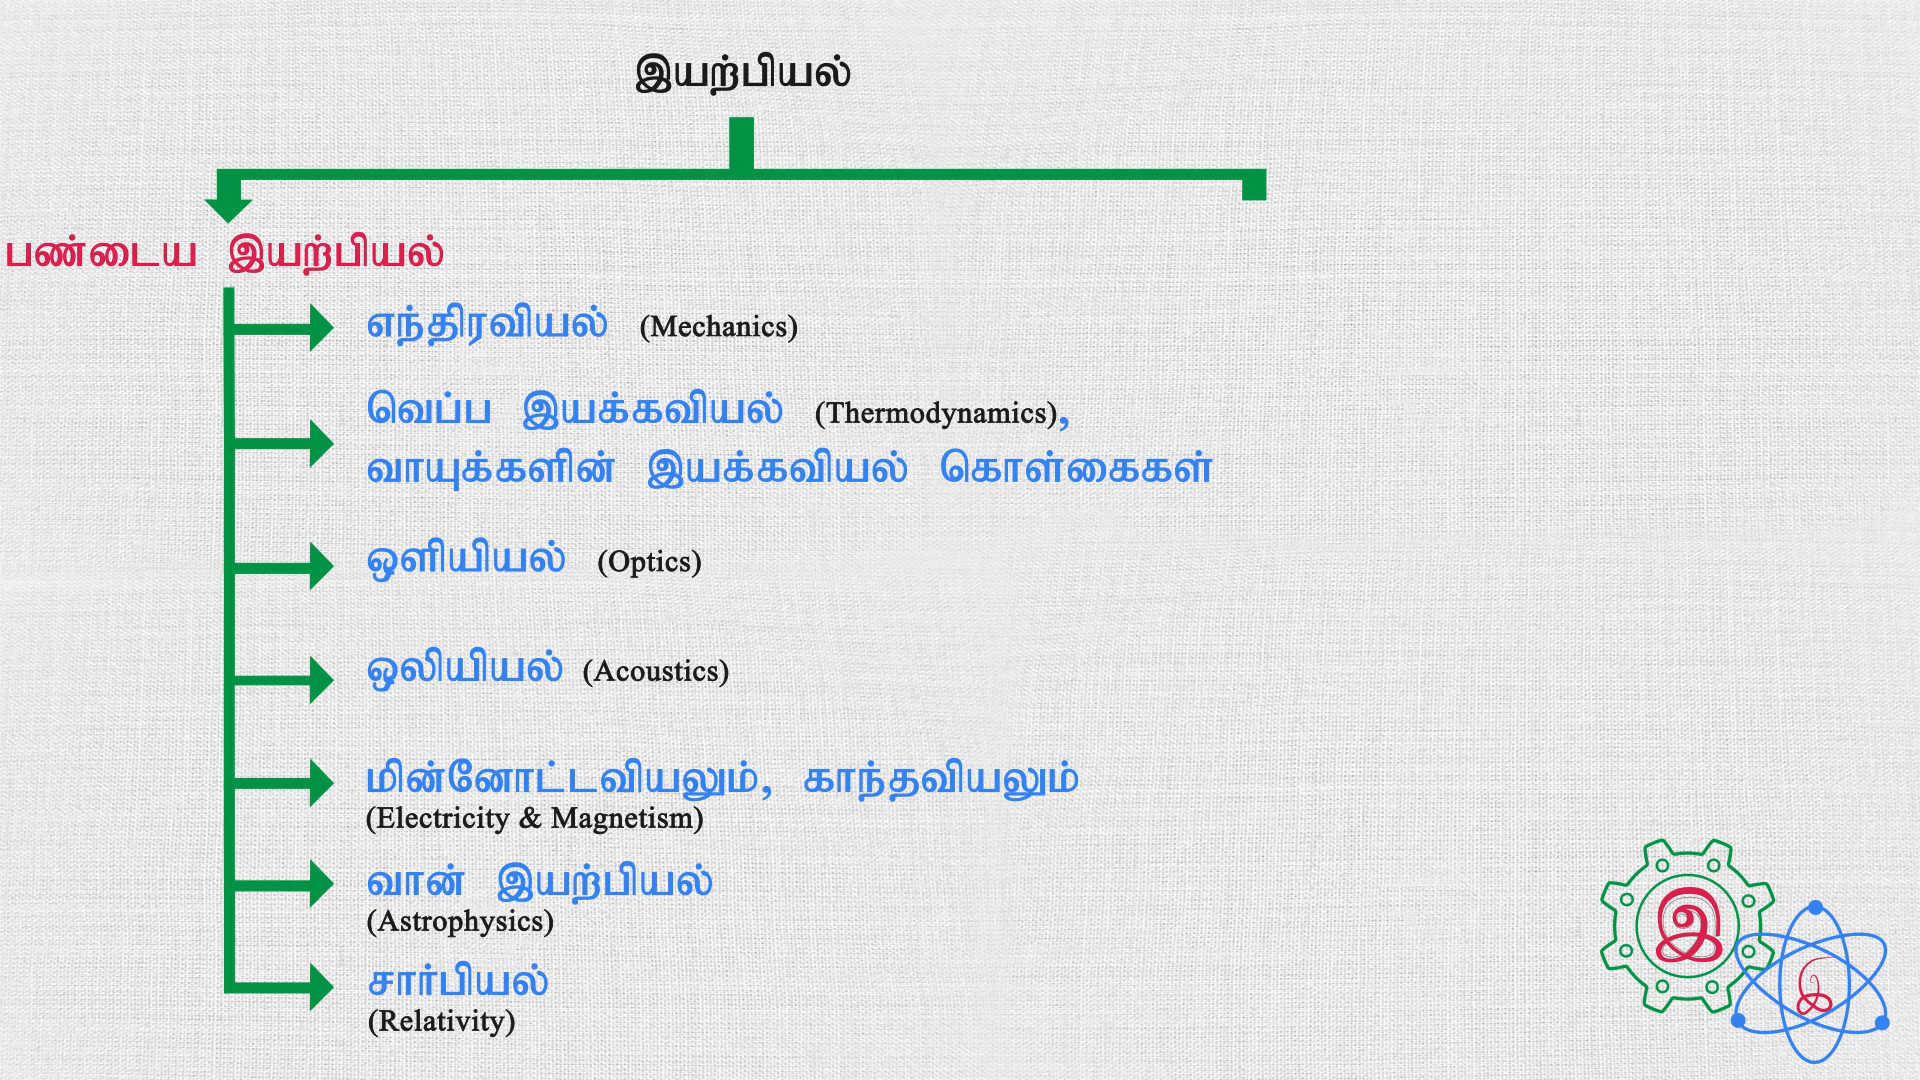 இயற்பியல்
பண்டைய இயற்பியல்
எந்திரவியல் (Mechanics)
வெப்ப இயக்கவியல் (Thermodynamics),
வாயுக்களின் இயக்கவியல் கொள்கைகள்
ஒளியியல் (Optics)
ஒலியியல் (Acoustics)
மின்னோட்டவியலும், காந்தவியலும்
(Electricity & Magnetism)
வான் இயற்பியல்
(Astrophysics)
சார்பியல்
(Relativity)
இ
இ